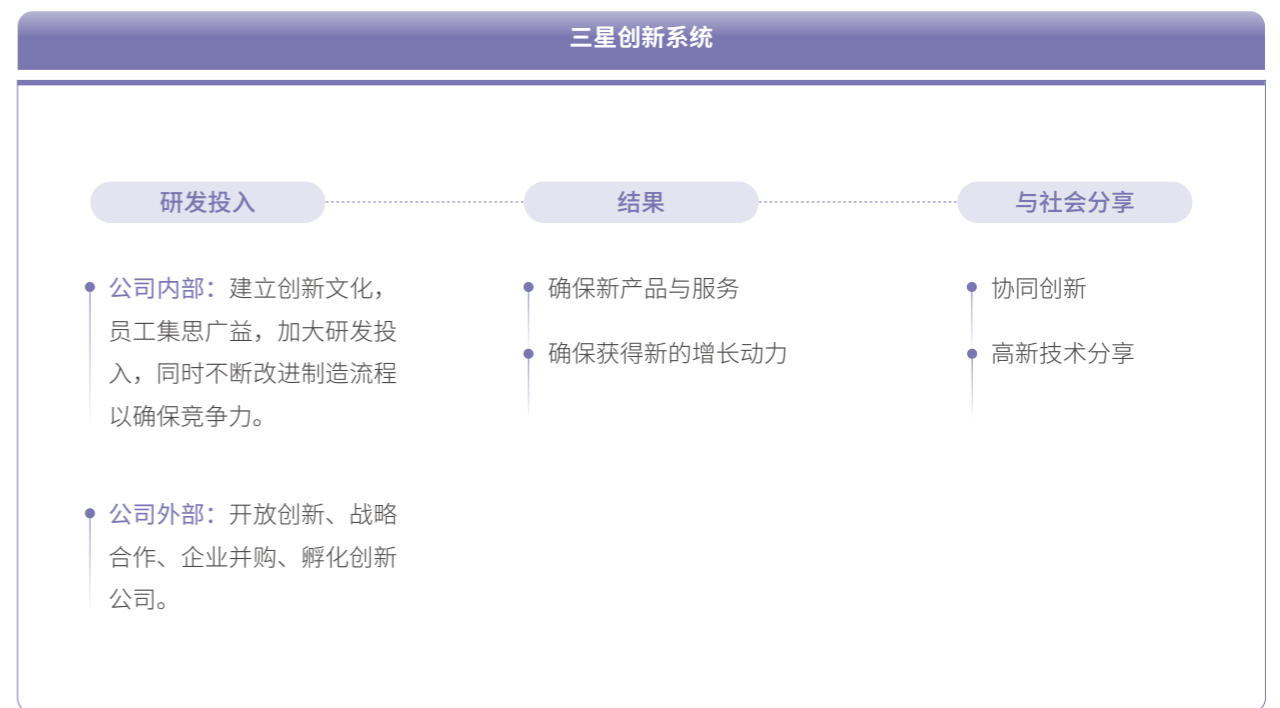 三星创新系统
研发投入
公司内部：建立创新文化，
员工集思广益，加大研发投
入，同时不断改进制造流程
以确保竞争力。
公司外部：开放创新、战略
合作、企业并购、孵化创新
公司。
结果
确保新产品与服务
确保获得新的增长动力
与社会分享
协同创新
高新技术分享